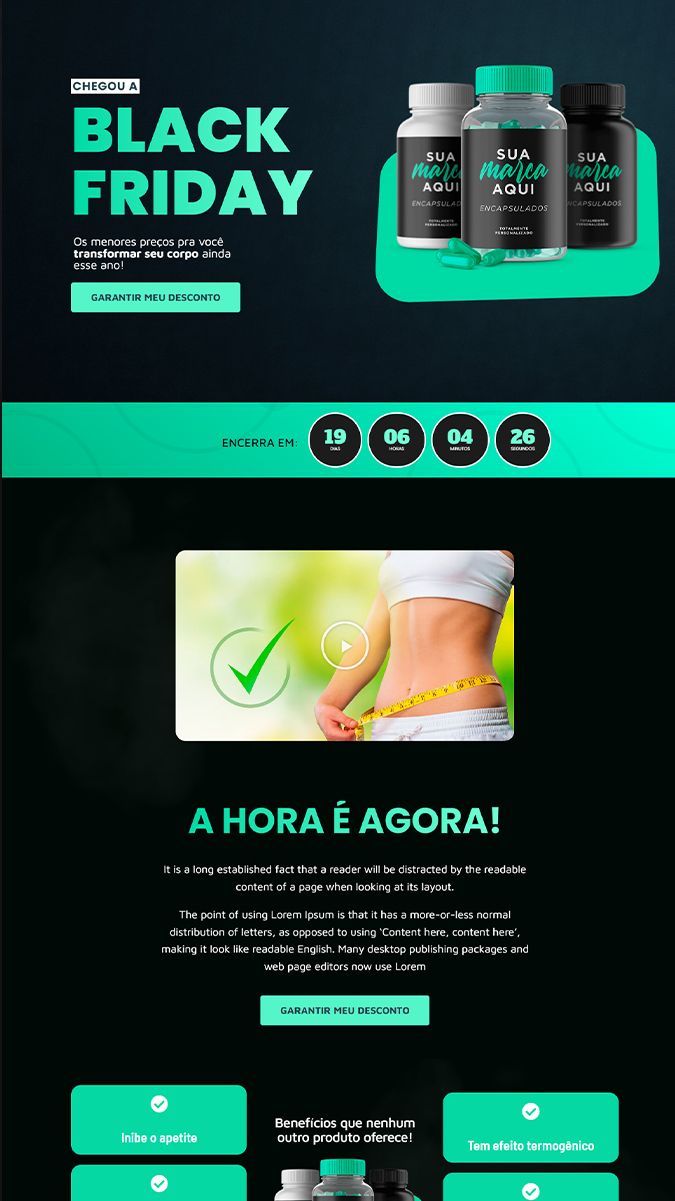 CHEGOU A
BLACK
FRIDAY
Os menores preços pra você
transformar seu corpo ainda
esse ano!
GARANTIR MEU DESCONTO
SUA
marca
AQUI
ENCAPSULADOS
SUA
marca
AQUI
ENCAPSULADOS
TOTALMENTE
PERSONALIZADO
SUA
marca
AQUI
ENCAPSULADOS
TOTALMENTE
PERSONALIZADO
ENCERRA EM:
19
DIAS
06
HORAS
04
MINUTOS
26
SEGUNDOS
A HORA É AGORA!
It is a long established fact that a reader will be distracted by the readable
content of a page when looking at its layout.
The point of using Lorem Ipsum is that it has a more-or-less normal
distribution of letters, as opposed to using ‘Content here, content here’,
making it look like readable English. Many desktop publishing packages and
web page editors now use Lorem
GARANTIR MEU DESCONTO
Inibe o apetite
Benefícios que nenhum
outro produto oferece!
Tem efeito termogênico